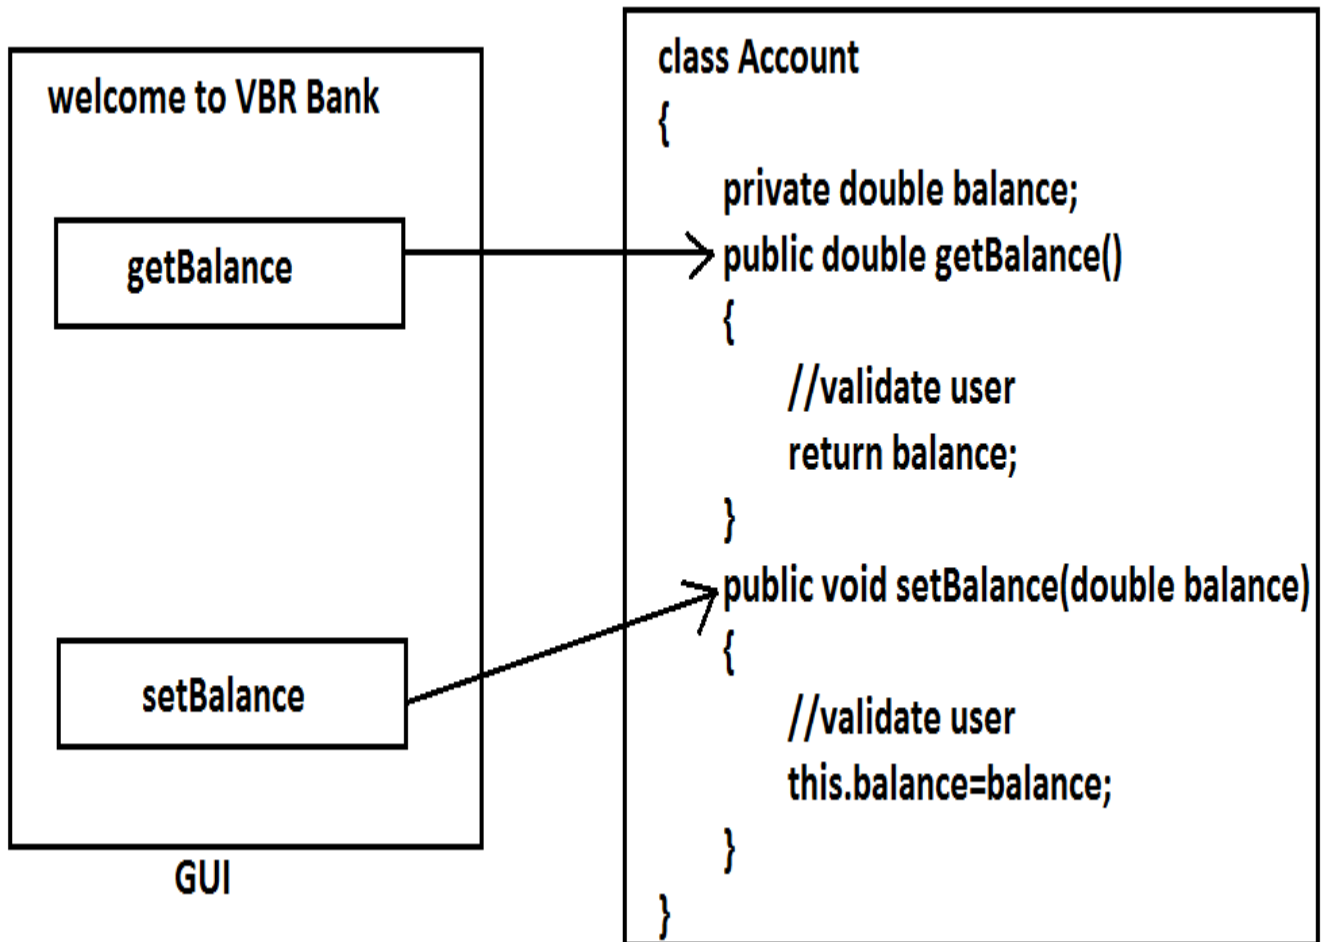 welcome to VBR Bank
getBalance
setBalance
GUI
class Account
{
private double balance;
public double getBalance()
{
//validate user
return balance;
}
public void setBalance(double balance)
{
//validate user
this.balance=balance;
}
}